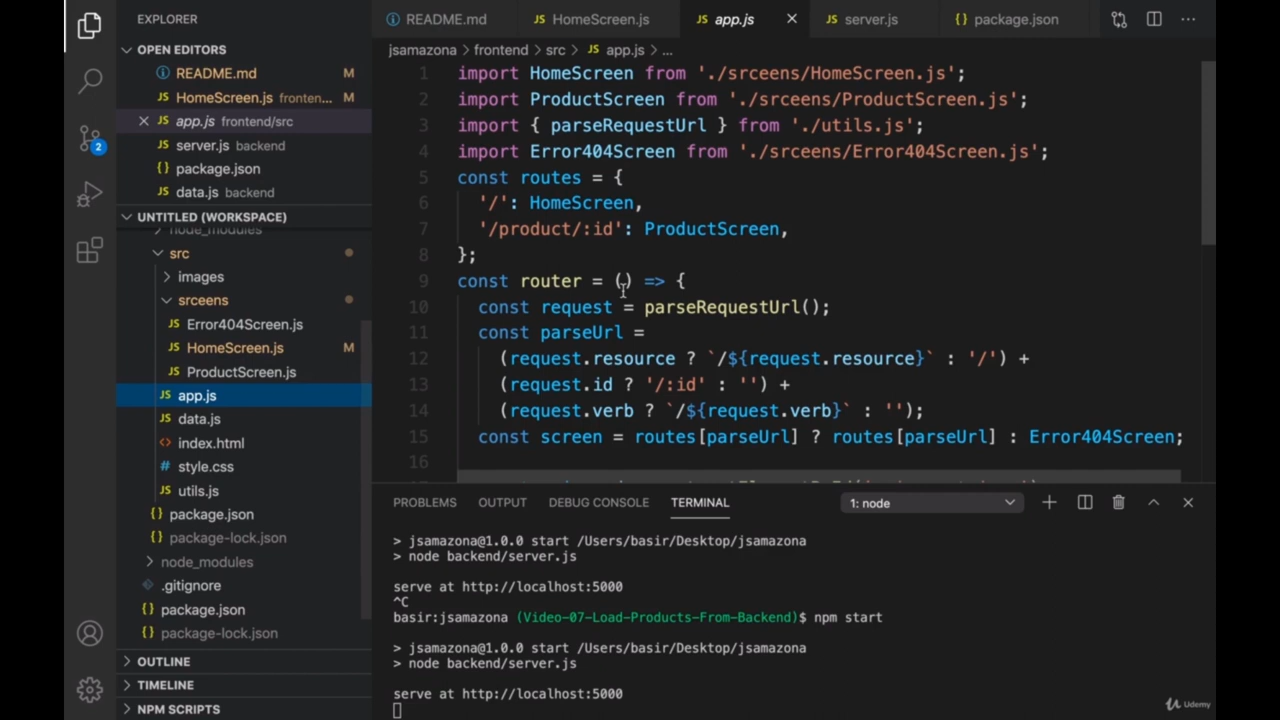 EXPLORER
OPEN EDITORS
README.md M
HomeScreen.js fronten... M
app.js frontend/src
server.js backend
package.json
data.js backend
UNTITLED (WORKSPACE)
node_modules
src
images
srceens
Error404Screen.js
HomeScreen.js M
ProductScreen.js
app.js
data.js
index.html
style.css
utils.js
package.json
package-lock.json
node_modules
.gitignore
package.json
package-lock.json
OUTLINE
TIMELINE
NPM SCRIPTS
2
README.md HomeScreen.js app.js server.js package.json
jsamazona > frontend > src > JS app.js > ...
1 import HomeScreen from './srceens/HomeScreen.js';
2 import ProductScreen from './srceens/ProductScreen.js';
3 import { parseRequestUrl } from './utils.js';
4 import Error404Screen from './srceens/Error404Screen.js';
5 const routes = {
6 '/': HomeScreen,
7 '/product/:id': ProductScreen,
8 };
9 const router = () => {
10 const request = parseRequestUrl();
11 const parseUrl =
12 (request.resource ? `/${request.resource}` : '/') +
13 (request.id ? '/:id' : '') +
14 (request.verb ? `/${request.verb}` : '');
15 const screen = routes[parseUrl] ? routes[parseUrl] : Error404Screen;
16
PROBLEMS OUTPUT DEBUG CONSOLE TERMINAL 1: node
> jsamazona@1.0.0 start /Users/basir/Desktop/jsamazona
> node backend/server.js
serve at http://localhost:5000
^C
basir:jsamazona (Video-07-Load-Products-From-Backend)$ npm start
> jsamazona@1.0.0 start /Users/basir/Desktop/jsamazona
> node backend/server.js
serve at http://localhost:5000
Udemy